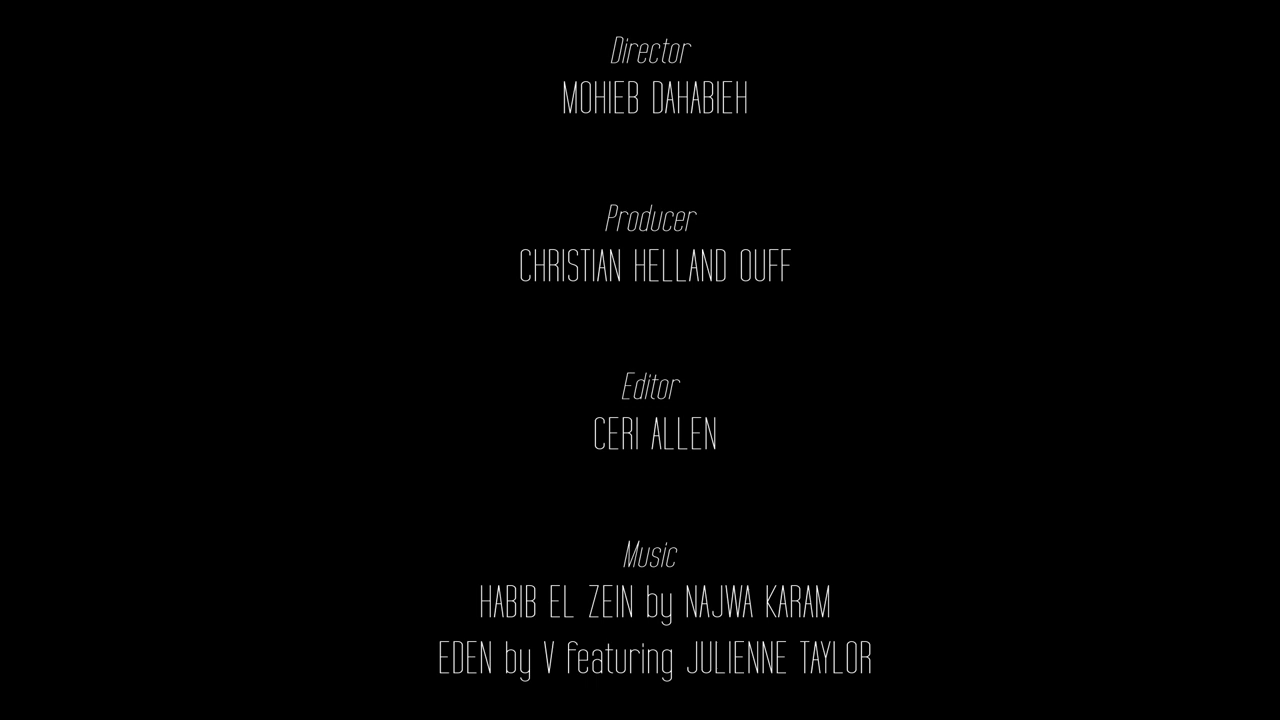 Director
MOHIEB DAHABIEH
Producer
CHRISTIAN HELLAND OUFF
Editor
CERI ALLEN
Music
HABIB EL ZEIN by NAJWA KARAM
EDEN by V featuring JULIENNE TAYLOR